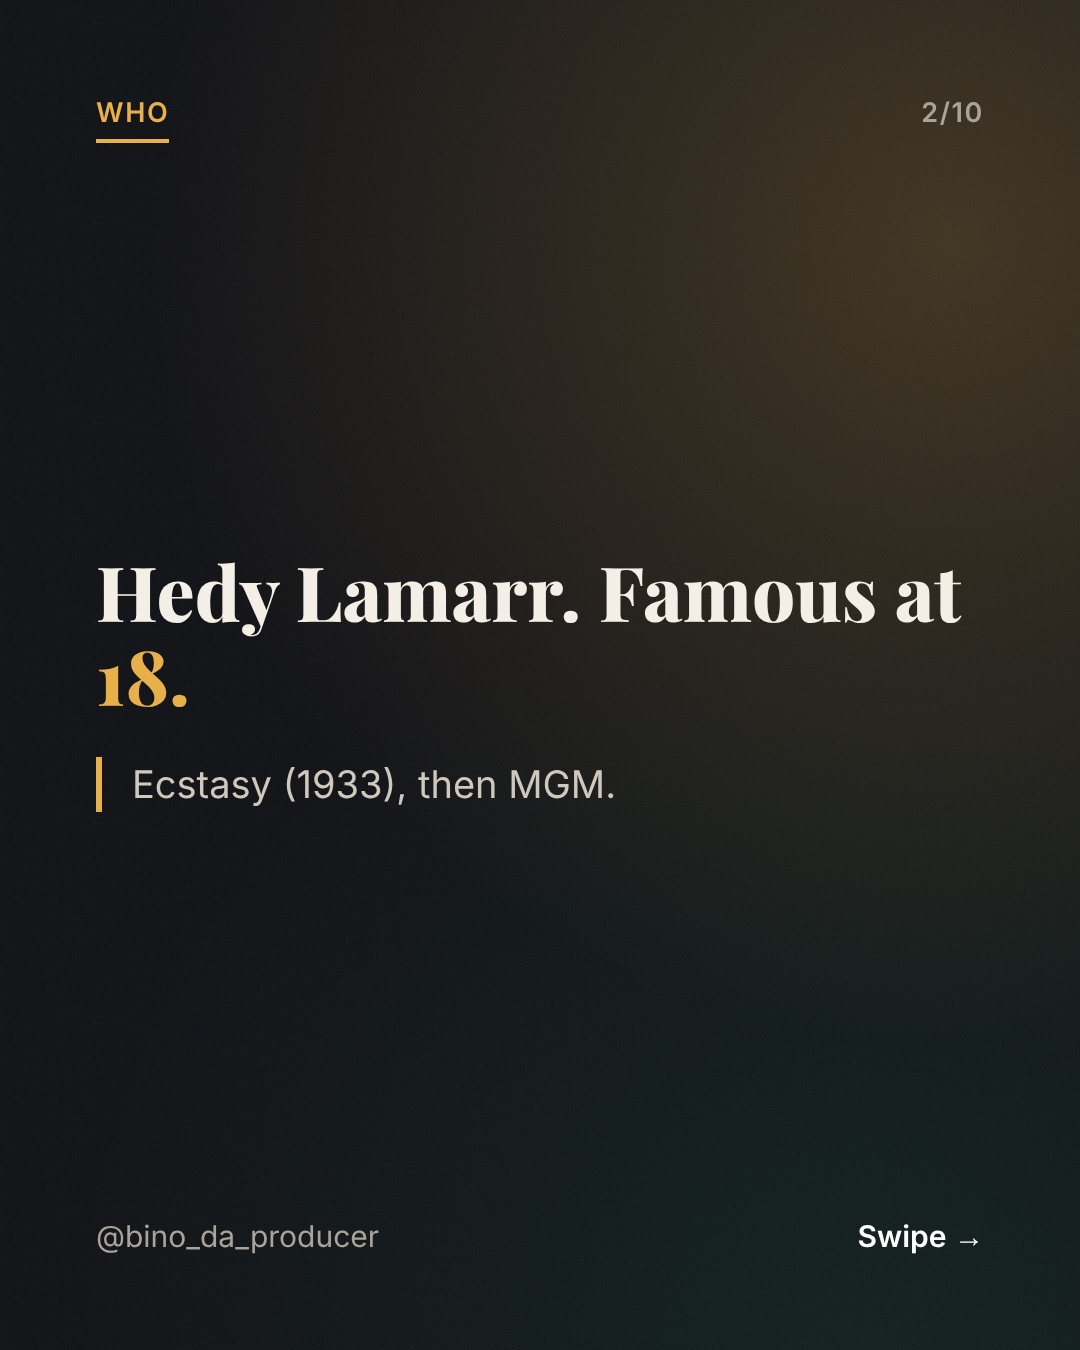 WHO
2/10
Hedy Lamarr. Famous at
18.
Ecstasy (1933), then MGM.
@bino_da_producer
Swipe →